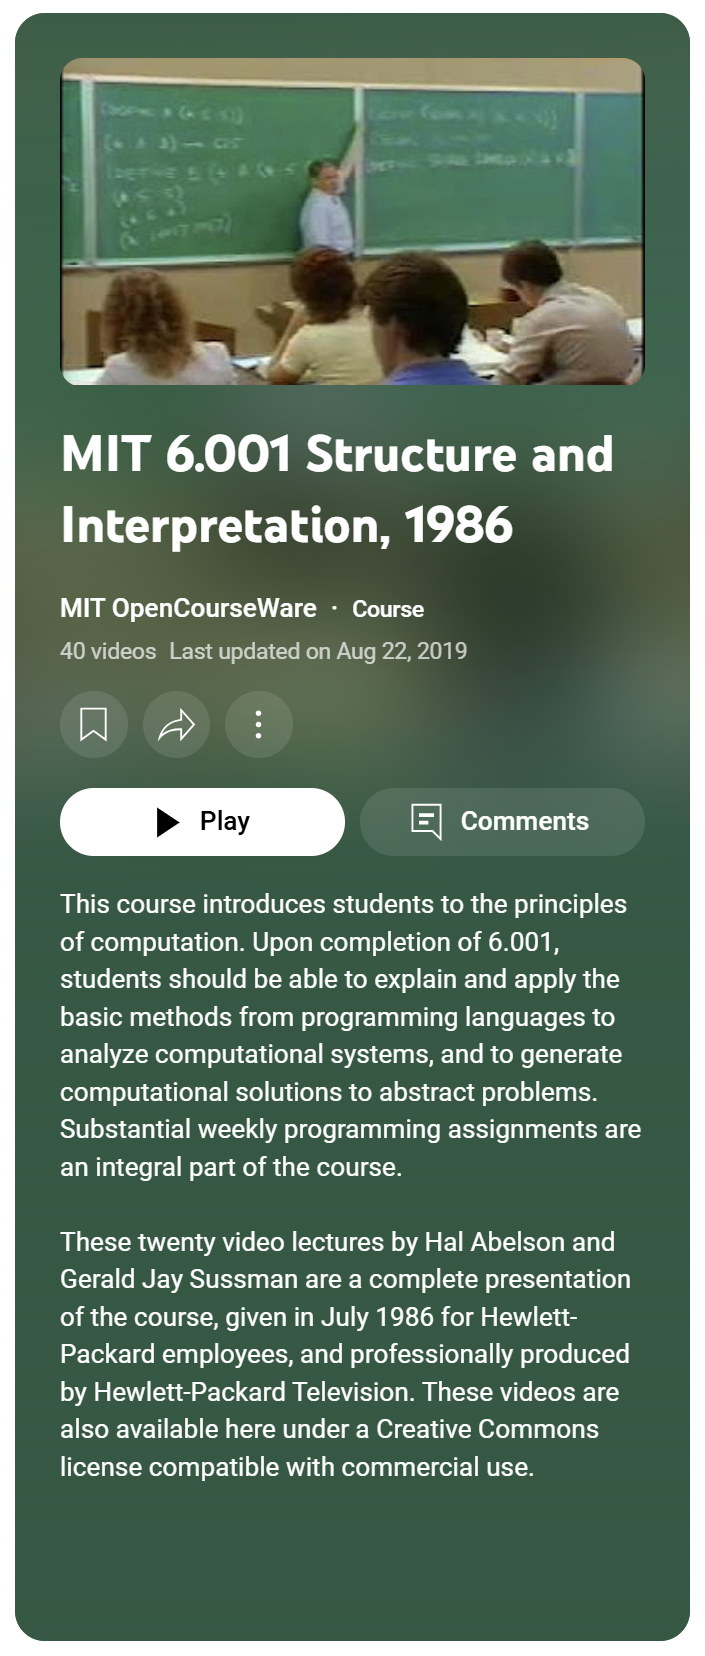 MIT 6.001 Structure and
Interpretation, 1986
MIT OpenCourseWare · Course
40 videos Last updated on Aug 22, 2019
Play
Comments
This course introduces students to the principles
of computation. Upon completion of 6.001,
students should be able to explain and apply the
basic methods from programming languages to
analyze computational systems, and to generate
computational solutions to abstract problems.
Substantial weekly programming assignments are
an integral part of the course.
These twenty video lectures by Hal Abelson and
Gerald Jay Sussman are a complete presentation
of the course, given in July 1986 for Hewlett-
Packard employees, and professionally produced
by Hewlett-Packard Television. These videos are
also available here under a Creative Commons
license compatible with commercial use.